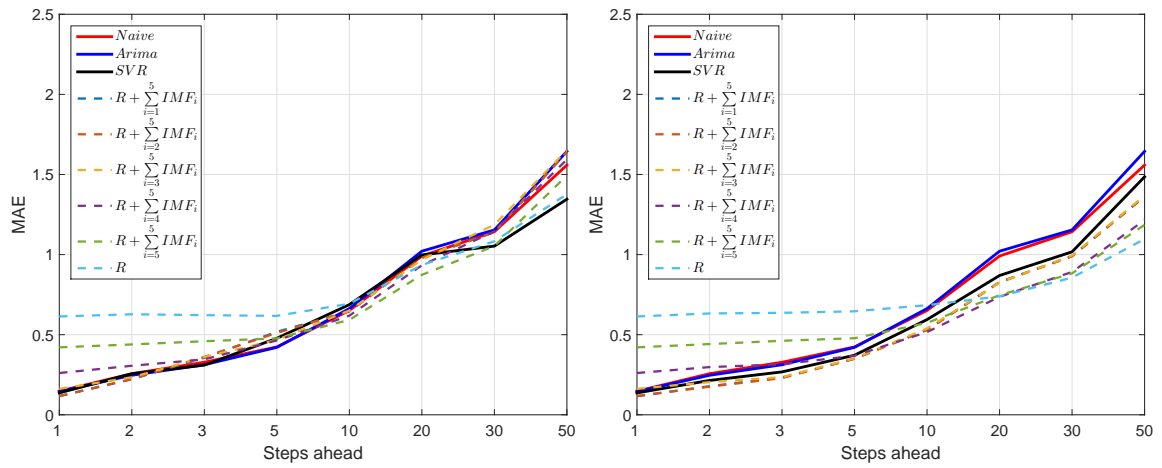 2.5
2
1.5
1
0.5
0
MAE
1
2
3
5
10
20
30
50
Steps ahead
Naive
Arima
SVR
R + ∑_{i=1}^{5} IMF_i
R + ∑_{i=2}^{5} IMF_i
R + ∑_{i=3}^{5} IMF_i
R + ∑_{i=4}^{5} IMF_i
R + ∑_{i=5}^{5} IMF_i
R
2.5
2
1.5
1
0.5
0
MAE
1
2
3
5
10
20
30
50
Steps ahead
Naive
Arima
SVR
R + ∑_{i=1}^{5} IMF_i
R + ∑_{i=2}^{5} IMF_i
R + ∑_{i=3}^{5} IMF_i
R + ∑_{i=4}^{5} IMF_i
R + ∑_{i=5}^{5} IMF_i
R